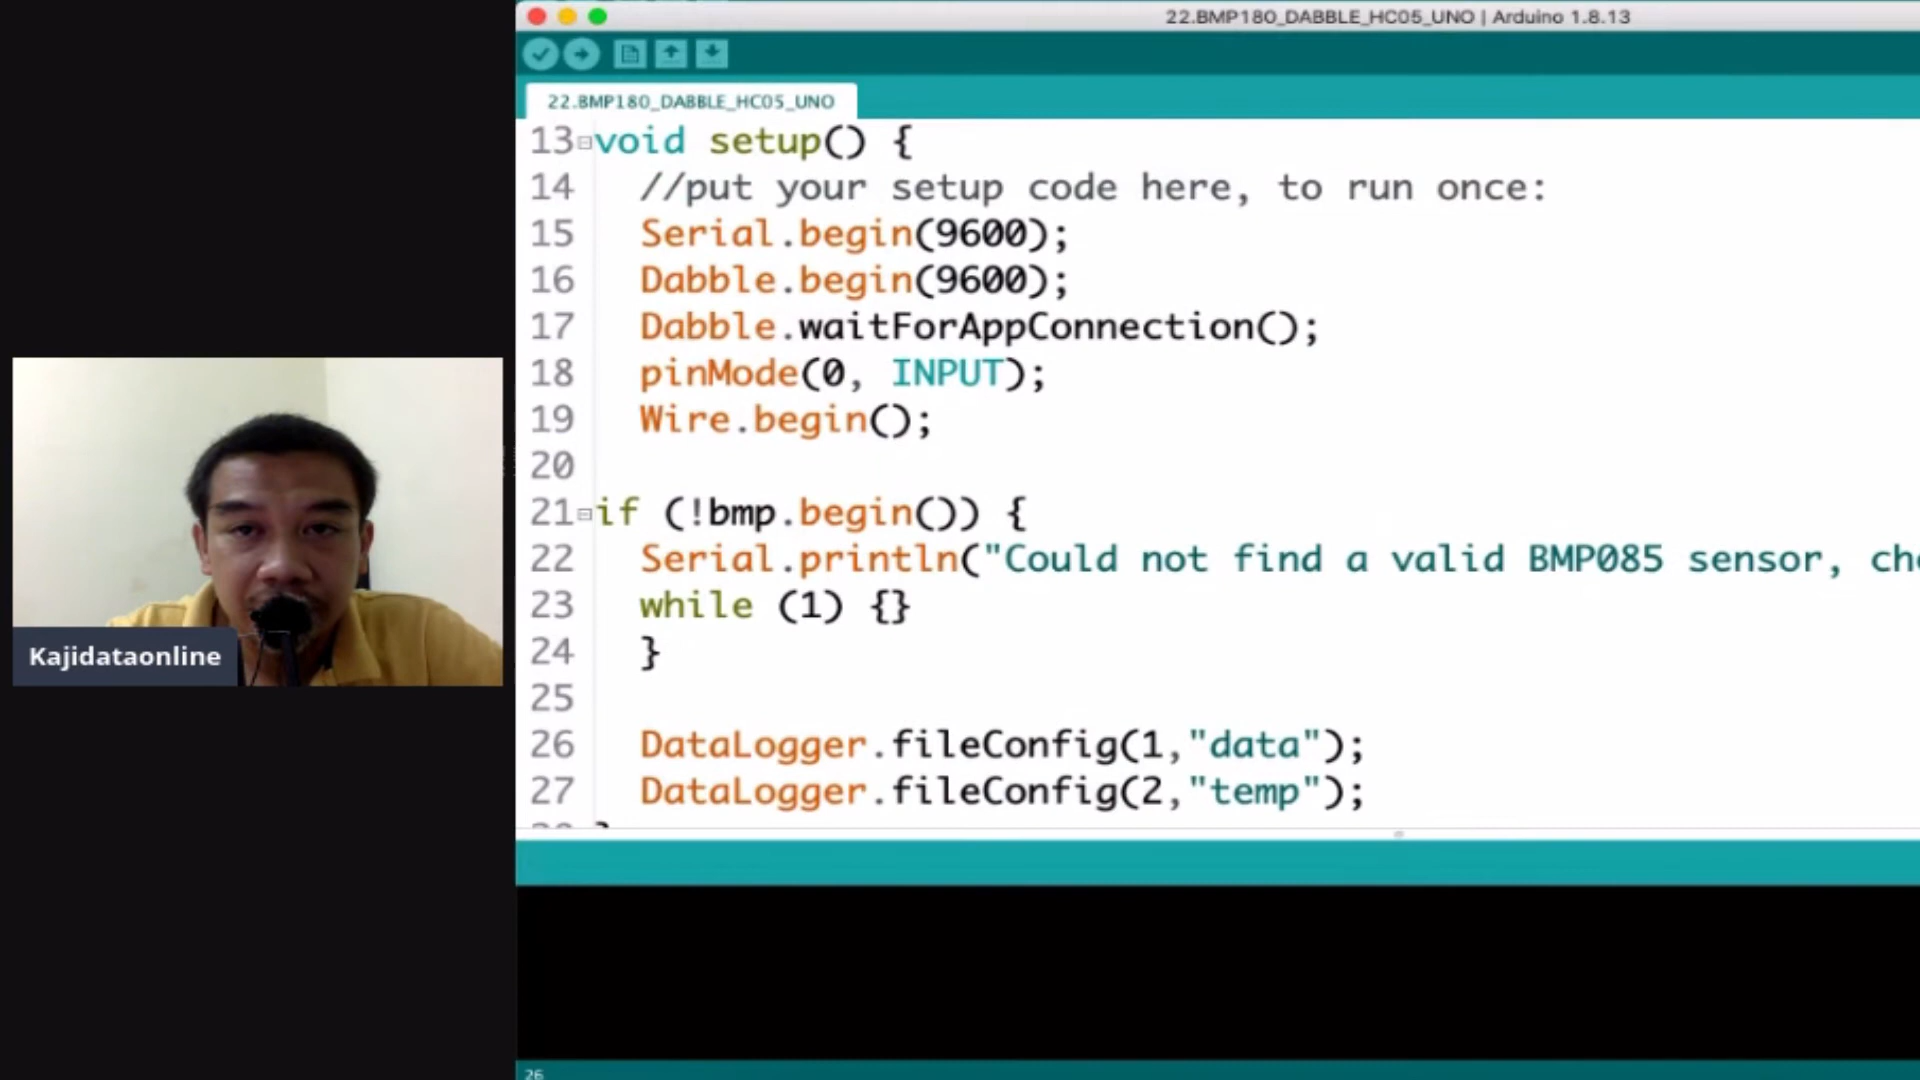 22.BMP180_DABBLE_HC05_UNO | Arduino 1.8.13
22.BMP180_DABBLE_HC05_UNO
13 void setup() {
14 //put your setup code here, to run once:
15 Serial.begin(9600);
16 Dabble.begin(9600);
17 Dabble.waitForAppConnection();
18 pinMode(0, INPUT);
19 Wire.begin();
20
21 if (!bmp.begin()) {
22 Serial.println("Could not find a valid BMP085 sensor, che
23 while (1) {}
24 }
25
26 DataLogger.fileConfig(1,"data");
27 DataLogger.fileConfig(2,"temp");
Kajidataonline
26